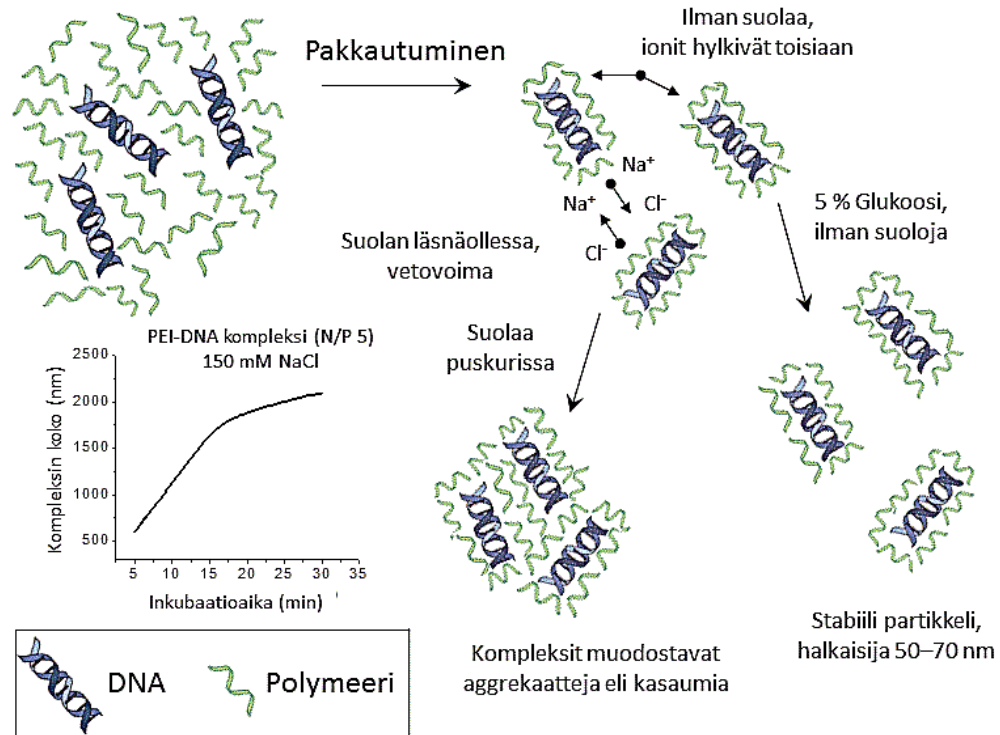 Pakkautuminen
Ilman suolaa,
ionit hylkivät toisiaan
Na⁺
Na⁺
Cl⁻
Cl⁻
Suolan läsnäollessa,
vetovoima
5 % Glukoosi,
ilman suoloja
Suolaa
puskurissa
PEI-DNA kompleksi (N/P 5)
150 mM NaCl
Kompleksin koko (nm)
2500
2000
1500
1000
500
5 10 15 20 25 30 35
Inkubaatioaika (min)
Stabiili partikkeli,
halkaisija 50–70 nm
Kompleksit muodostavat
aggrekaatteja eli kasaumia
DNA
Polymeeri